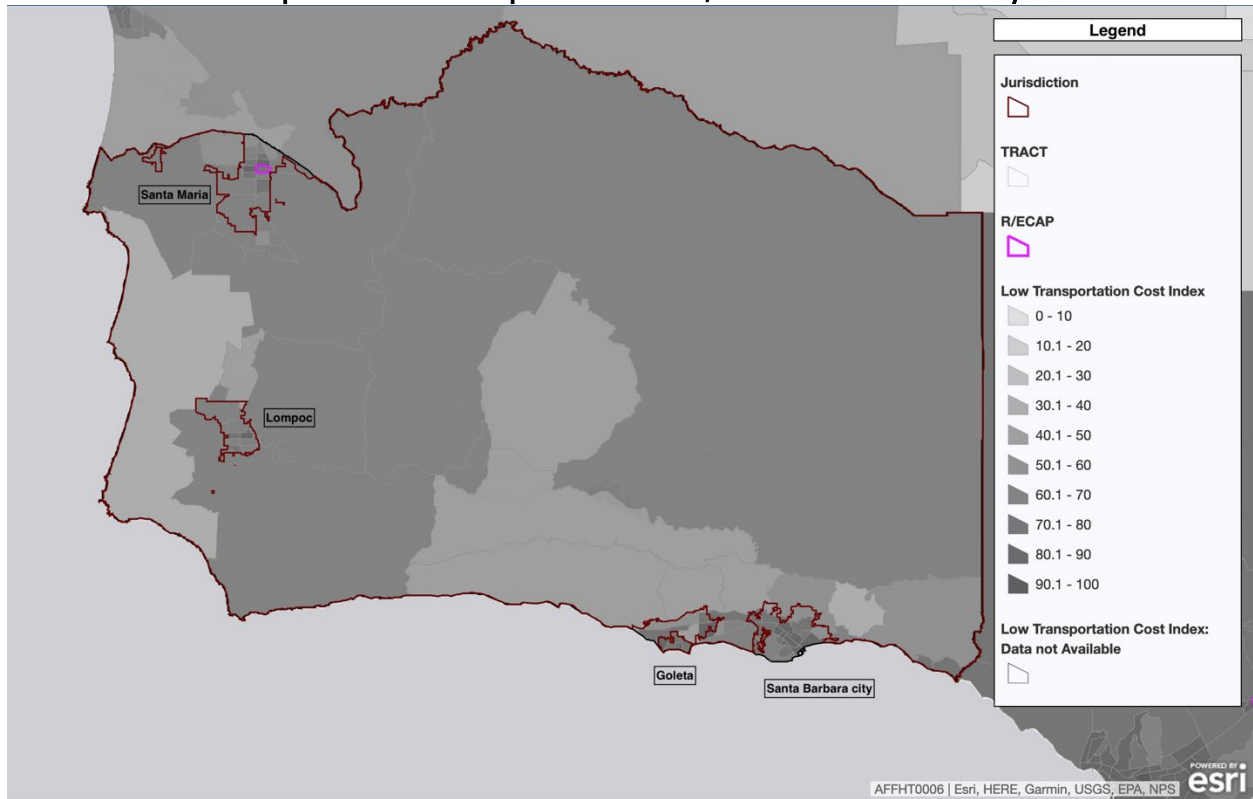 Legend
Jurisdiction
TRACT
R/ECAP
Low Transportation Cost Index
0 - 10
10.1 - 20
20.1 - 30
30.1 - 40
40.1 - 50
50.1 - 60
60.1 - 70
70.1 - 80
80.1 - 90
90.1 - 100
Low Transportation Cost Index:
Data not Available
Santa Maria
Lompoc
Goleta
Santa Barbara city
POWERED BY
esri
AFFHT0006 | Esri, HERE, Garmin, USGS, EPA, NPS